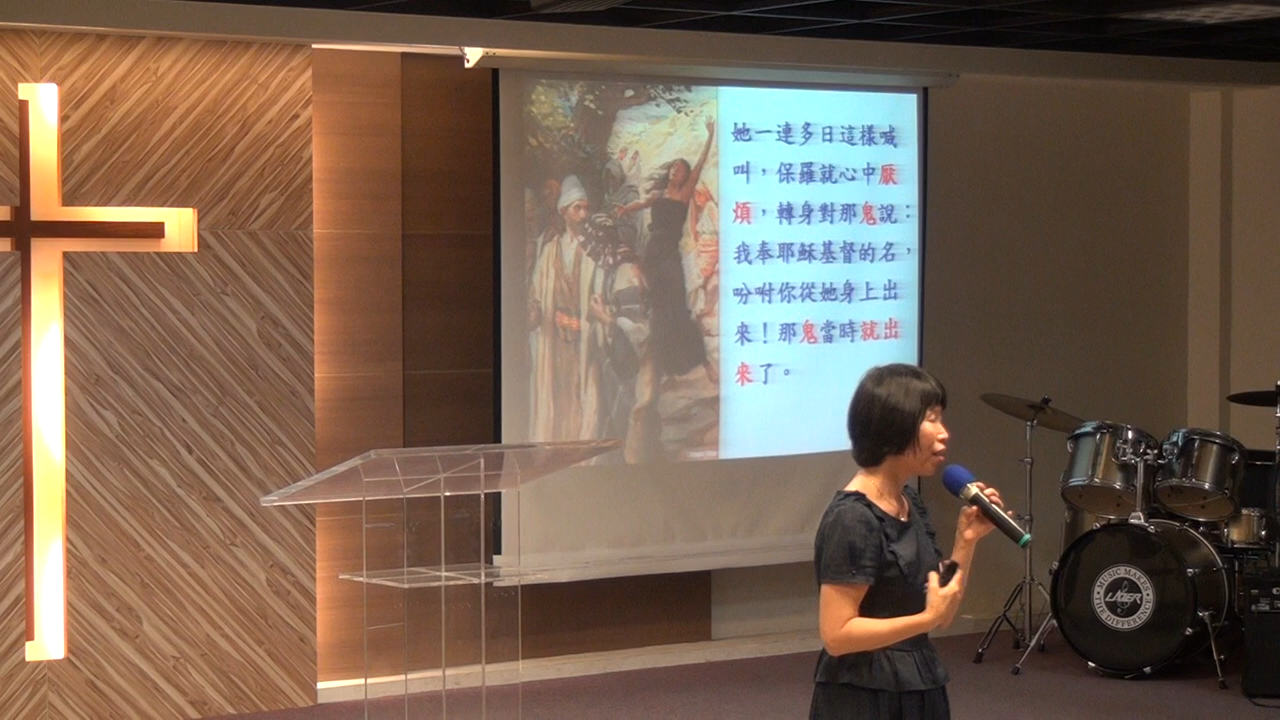 她一連多日這樣喊
叫，保羅就心中厭
煩，轉身對那鬼說：
我奉耶穌基督的名，
吩咐你從她身上出
來！那鬼當時就出
來了。
MUSIC MAKES
LAZER
THE DIFFERENCE